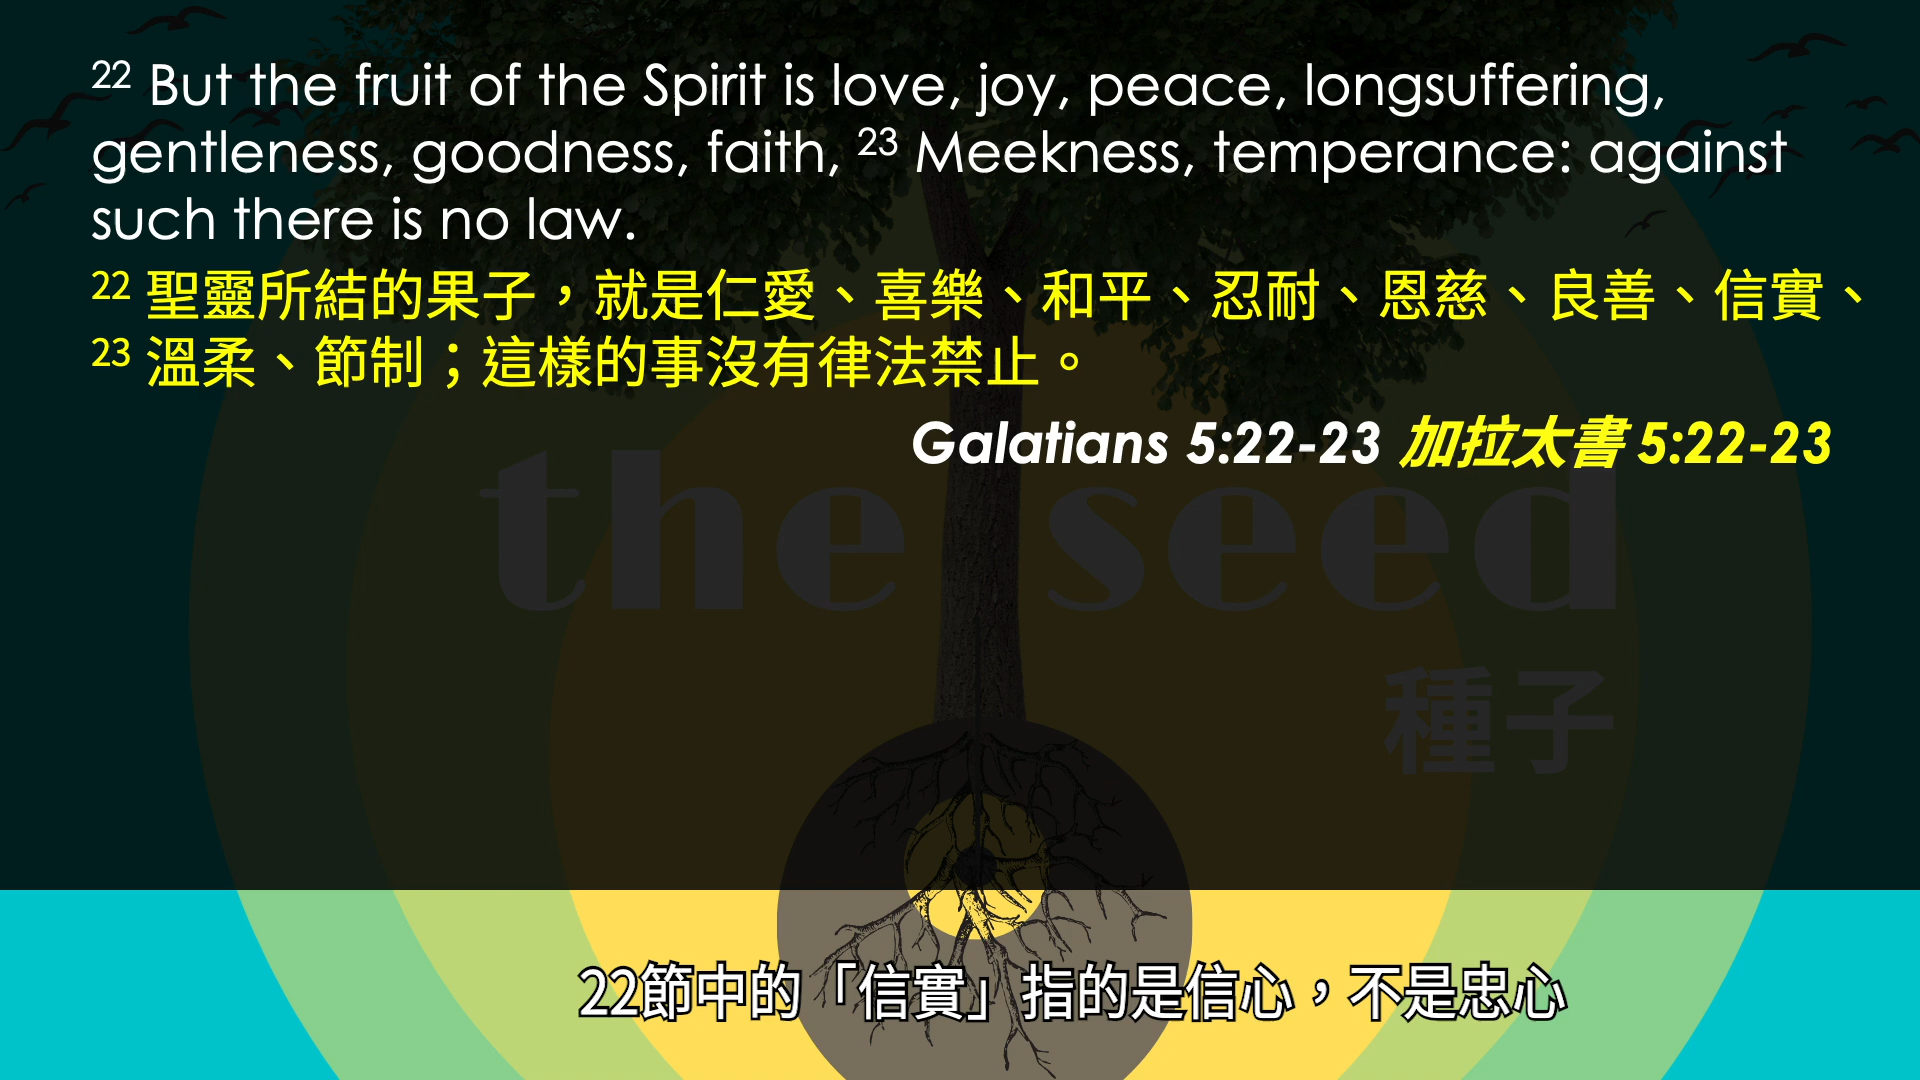 22 But the fruit of the Spirit is love, joy, peace, longsuffering,
gentleness, goodness, faith, 23 Meekness, temperance: against
such there is no law.
22 聖靈所結的果子，就是仁愛、喜樂、和平、忍耐、恩慈、良善、信實、
23 溫柔、節制；這樣的事沒有律法禁止。
Galatians 5:22-23 加拉太書 5:22-23
the seed
種子
22節中的「信實」指的是信心，不是忠心